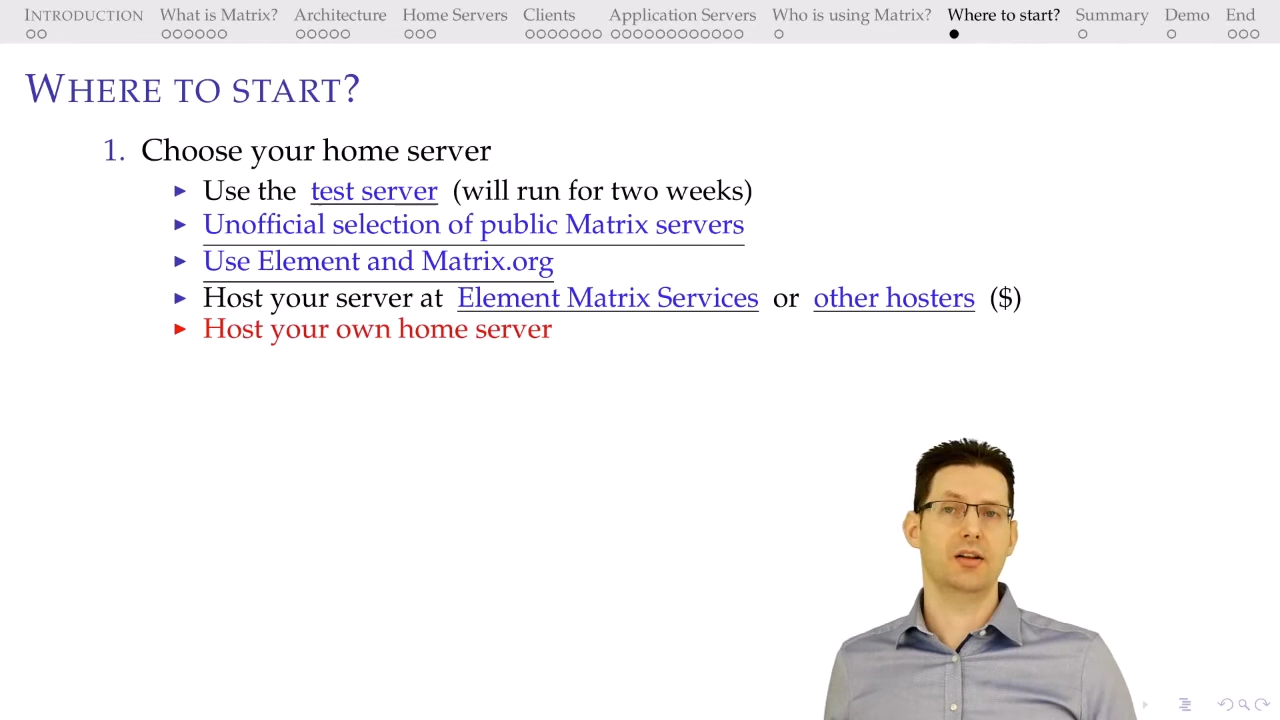 Introduction What is Matrix? Architecture Home Servers Clients Application Servers Who is using Matrix? Where to start? Summary Demo End
Where to start?
1. Choose your home server
Use the test server (will run for two weeks)
Unofficial selection of public Matrix servers
Use Element and Matrix.org
Host your server at Element Matrix Services or other hosters ($)
Host your own home server